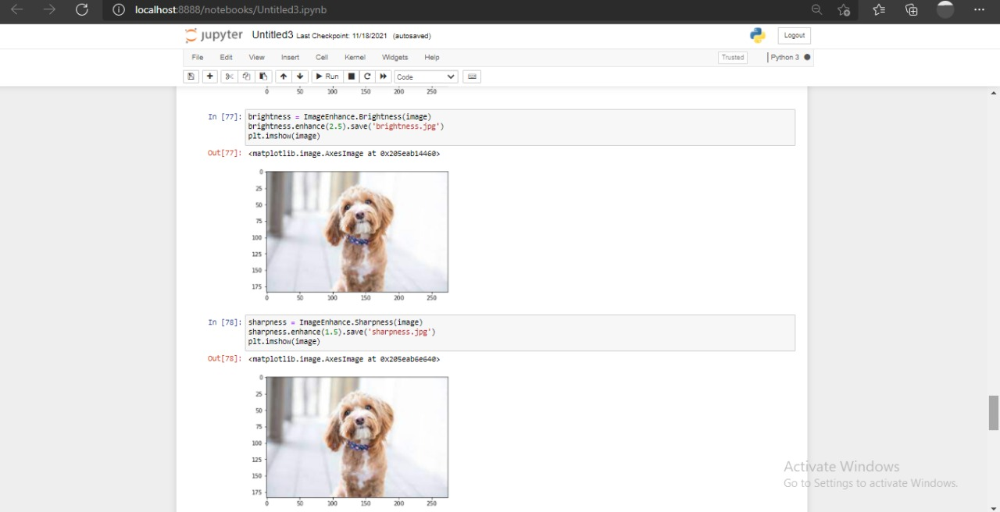 localhost:8888/notebooks/Untitled3.ipynb
jupyter Untitled3 Last Checkpoint: 11/18/2021 (autosaved)
Logout
File Edit View Insert Cell Kernel Widgets Help
Trusted
Python 3
Run
Code
0 50 100 150 200 250
In [77]: brightness = ImageEnhance.Brightness(image)
brightness.enhance(2.5).save('brightness.jpg')
plt.imshow(image)
Out[77]: <matplotlib.image.AxesImage at 0x205eab14460>
0
25
50
75
100
125
150
175
0 50 100 150 200 250
In [78]: sharpness = ImageEnhance.Sharpness(image)
sharpness.enhance(1.5).save('sharpness.jpg')
plt.imshow(image)
Out[78]: <matplotlib.image.AxesImage at 0x205eab6e640>
0
25
50
75
100
125
150
175
0 50 100 150 200 250
Activate Windows
Go to Settings to activate Windows.